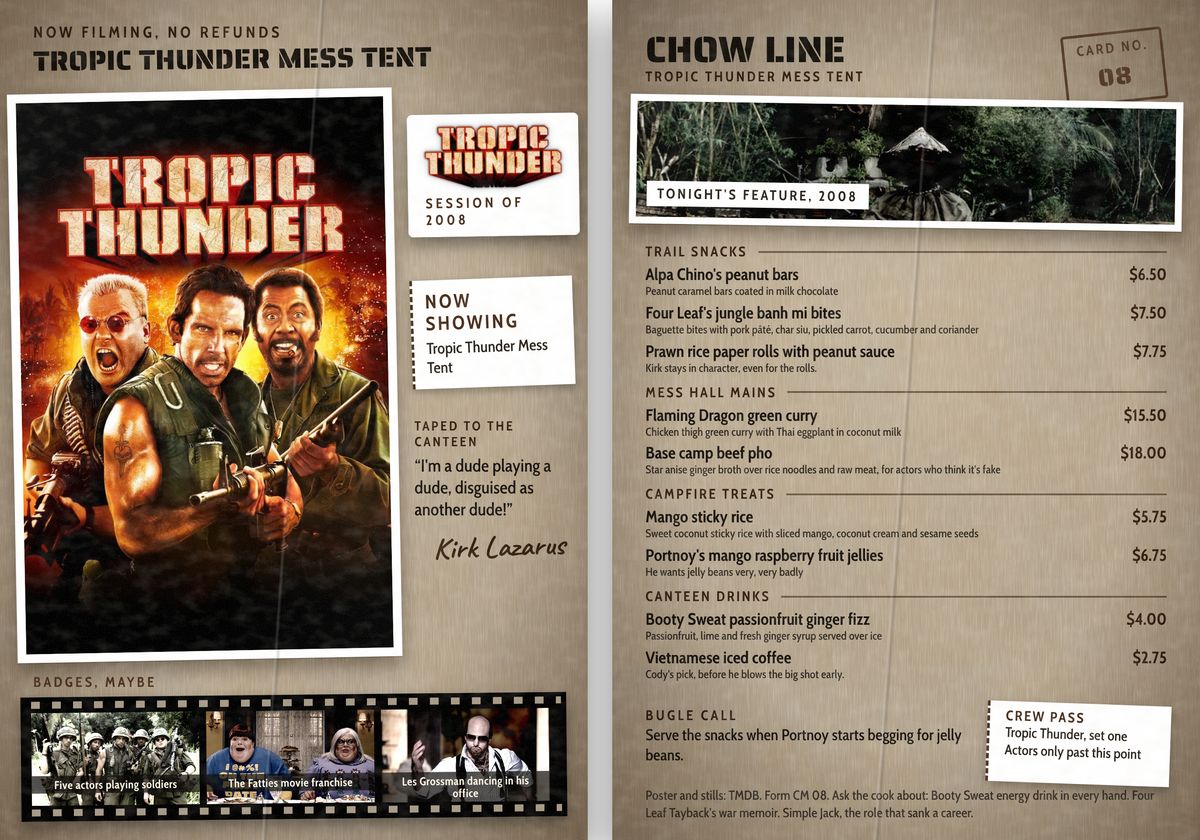 NOW FILMING, NO REFUNDS
TROPIC THUNDER MESS TENT
TROPIC
THUNDER
TROPIC
THUNDER
SESSION OF
2008
NOW
SHOWING
Tropic Thunder Mess
Tent
TAPED TO THE
CANTEEN
“I'm a dude playing a
dude, disguised as
another dude!”
Kirk Lazarus
BADGES, MAYBE
Five actors playing soldiers
The Fatties movie franchise
Les Grossman dancing in his
office
CHOW LINE
TROPIC THUNDER MESS TENT
CARD NO.
08
TONIGHT'S FEATURE, 2008
TRAIL SNACKS
Alpa Chino's peanut bars $6.50
Peanut caramel bars coated in milk chocolate
Four Leaf's jungle banh mi bites $7.50
Baguette bites with pork pâté, char siu, pickled carrot, cucumber and coriander
Prawn rice paper rolls with peanut sauce $7.75
Kirk stays in character, even for the rolls.
MESS HALL MAINS
Flaming Dragon green curry $15.50
Chicken thigh green curry with Thai eggplant in coconut milk
Base camp beef pho $18.00
Star anise ginger broth over rice noodles and raw meat, for actors who think it's fake
CAMPFIRE TREATS
Mango sticky rice $5.75
Sweet coconut sticky rice with sliced mango, coconut cream and sesame seeds
Portnoy's mango raspberry fruit jellies $6.75
He wants jelly beans very, very badly
CANTEEN DRINKS
Booty Sweat passionfruit ginger fizz $4.00
Passionfruit, lime and fresh ginger syrup served over ice
Vietnamese iced coffee $2.75
Cody's pick, before he blows the big shot early.
BUGLE CALL
Serve the snacks when Portnoy starts begging for jelly
beans.
CREW PASS
Tropic Thunder, set one
Actors only past this point
Poster and stills: TMDB. Form CM 08. Ask the cook about: Booty Sweat energy drink in every hand. Four
Leaf Tayback's war memoir. Simple Jack, the role that sank a career.